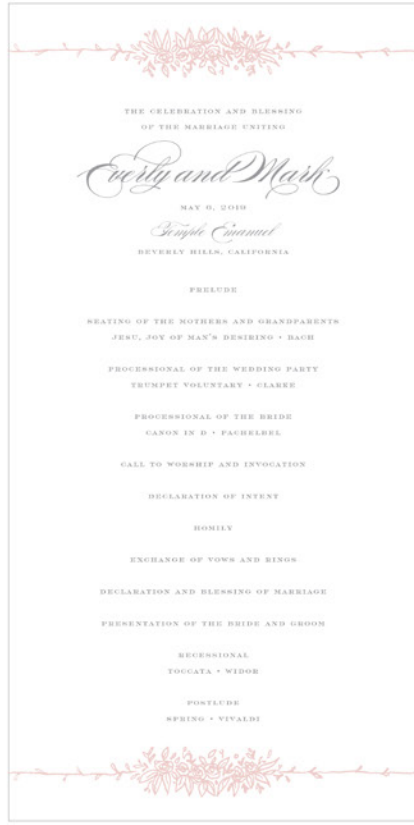 THE CELEBRATION AND BLESSING
OF THE MARRIAGE UNITING
Everly and Mark
MAY 6, 2019
Temple Emanuel
BEVERLY HILLS, CALIFORNIA
PRELUDE
SEATING OF THE MOTHERS AND GRANDPARENTS
JESU, JOY OF MAN'S DESIRING • BACH
PROCESSIONAL OF THE WEDDING PARTY
TRUMPET VOLUNTARY • CLARKE
PROCESSIONAL OF THE BRIDE
CANON IN D • PACHELBEL
CALL TO WORSHIP AND INVOCATION
DECLARATION OF INTENT
HOMILY
EXCHANGE OF VOWS AND RINGS
DECLARATION AND BLESSING OF MARRIAGE
PRESENTATION OF THE BRIDE AND GROOM
RECESSIONAL
TOCCATA • WIDOR
POSTLUDE
SPRING • VIVALDI